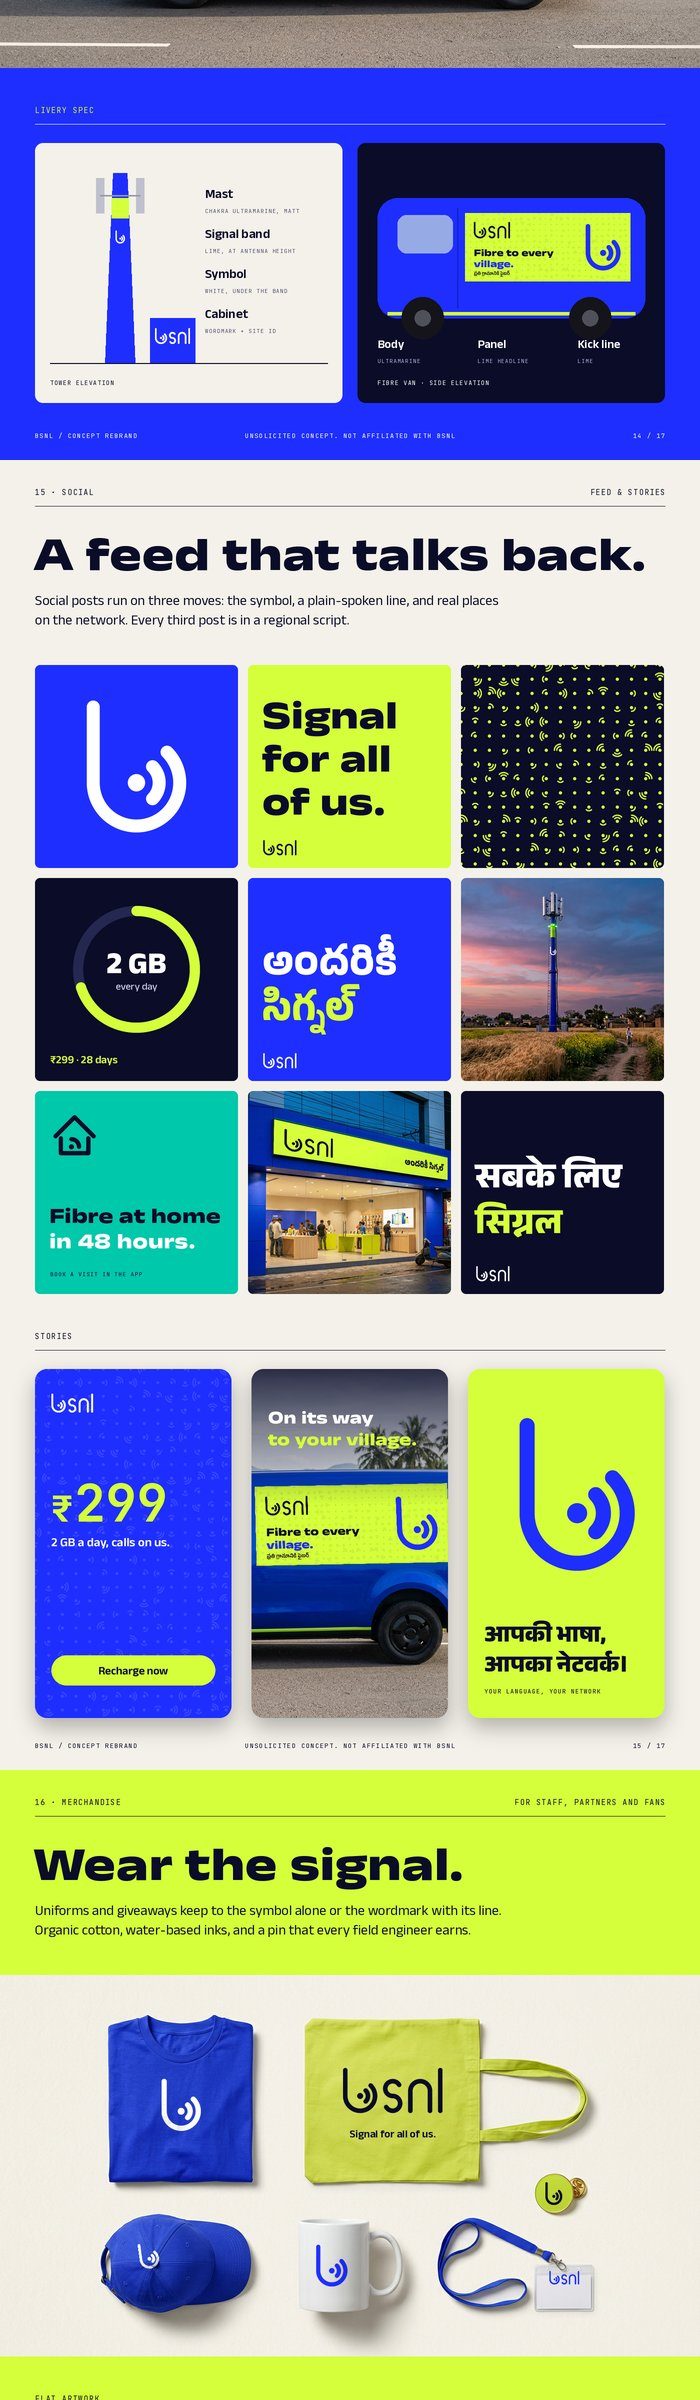 LIVERY SPEC
Mast
CHAKRA ULTRAMARINE, MATT
Signal band
LIME, AT ANTENNA HEIGHT
Symbol
WHITE, UNDER THE BAND
Cabinet
WORDMARK + SITE ID
bsnl
TOWER ELEVATION
bsnl
Fibre to every
village.
ప్రతి గ్రామానికి ఫైబర్
Body
ULTRAMARINE
Panel
LIME HEADLINE
Kick line
LIME
FIBRE VAN · SIDE ELEVATION
BSNL / CONCEPT REBRAND
UNSOLICITED CONCEPT. NOT AFFILIATED WITH BSNL
14 / 17
15 · SOCIAL
FEED & STORIES
A feed that talks back.
Social posts run on three moves: the symbol, a plain-spoken line, and real places
on the network. Every third post is in a regional script.
Signal
for all
of us.
bsnl
2 GB
every day
₹299 · 28 days
అందరికీ
సిగ్నల్
bsnl
Fibre at home
in 48 hours.
BOOK A VISIT IN THE APP
bsnl
అందరికీ సిగ్నల్
सबके लिए
सिग्नल
bsnl
STORIES
bsnl
₹299
2 GB a day, calls on us.
Recharge now
On its way
to your village.
bsnl
Fibre to every
village.
ప్రతి గ్రామానికి ఫైబర్
आपकी भाषा,
आपका नेटवर्क।
YOUR LANGUAGE, YOUR NETWORK
BSNL / CONCEPT REBRAND
UNSOLICITED CONCEPT. NOT AFFILIATED WITH BSNL
15 / 17
16 · MERCHANDISE
FOR STAFF, PARTNERS AND FANS
Wear the signal.
Uniforms and giveaways keep to the symbol alone or the wordmark with its line.
Organic cotton, water-based inks, and a pin that every field engineer earns.
bsnl
Signal for all of us.
bsnl
FLAT ARTWORK